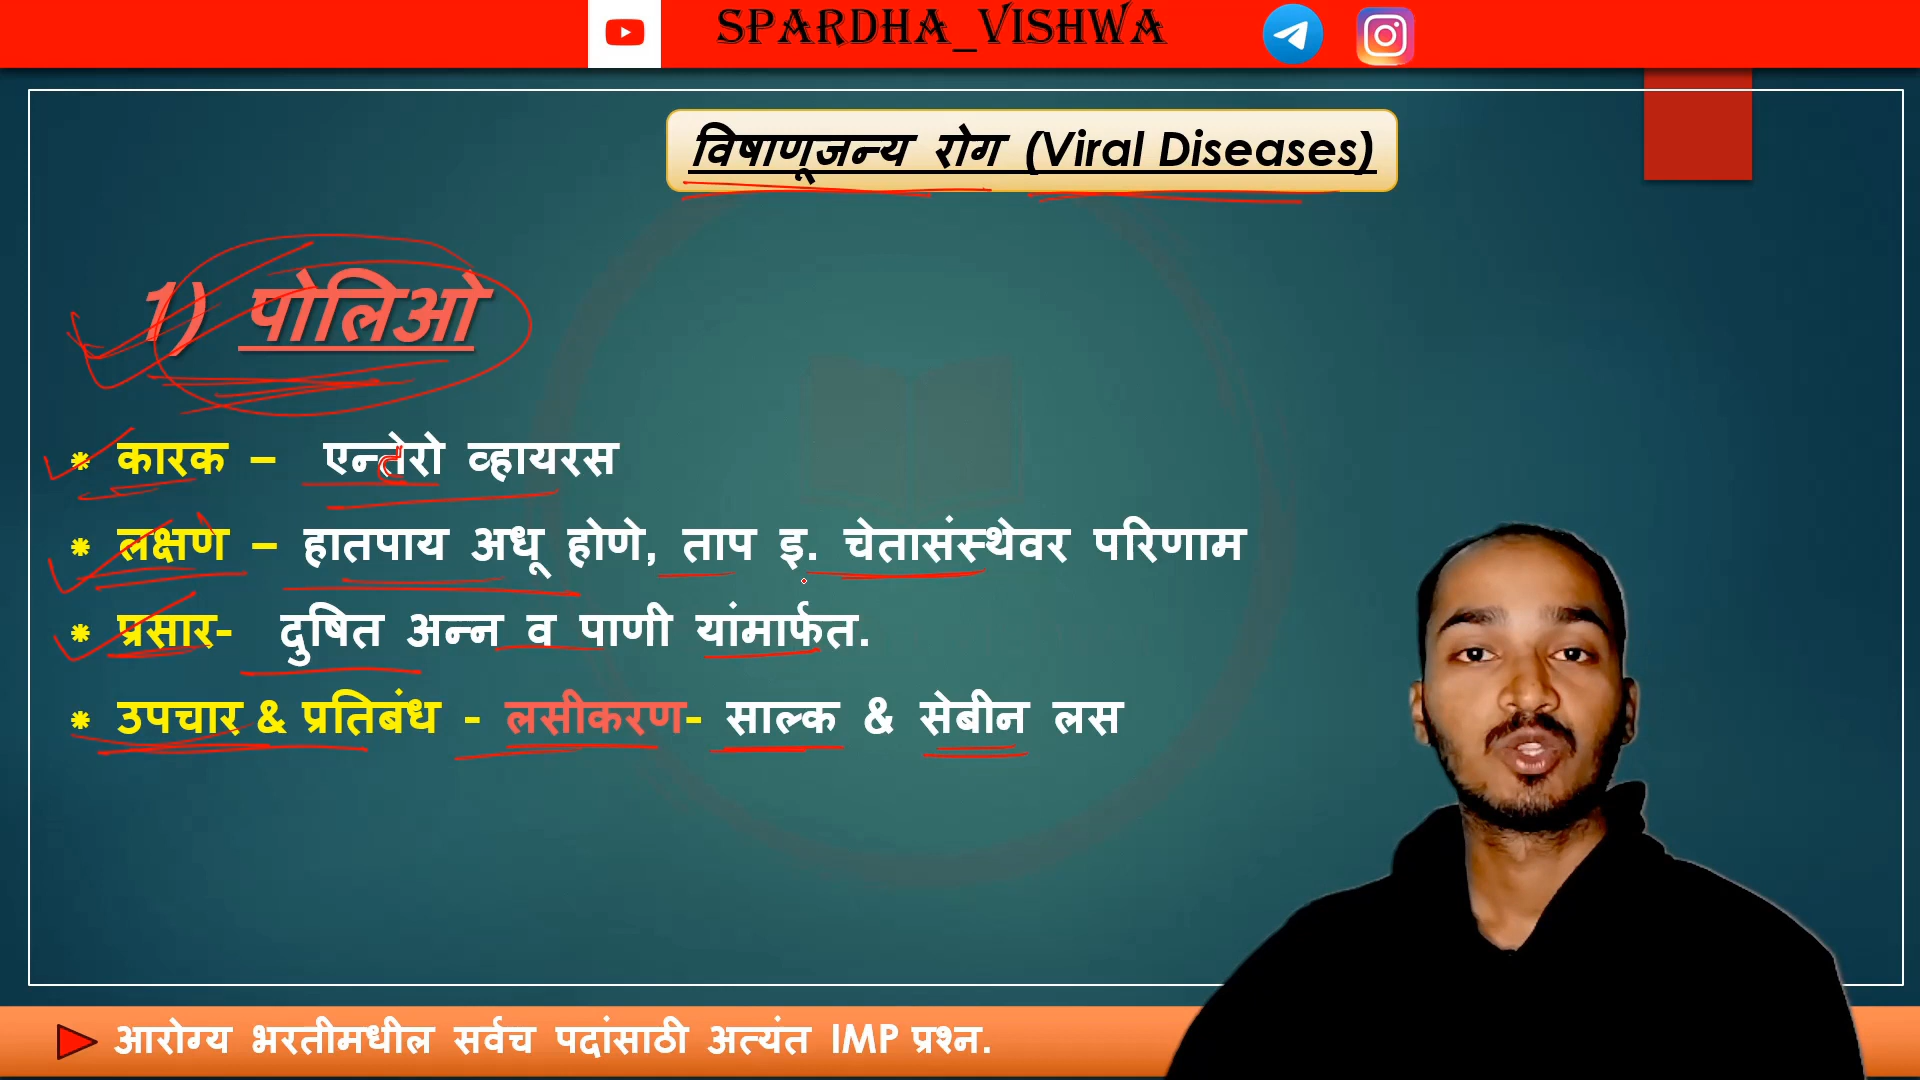 SPARDHA_VISHWA
विषाणूजन्य रोग (Viral Diseases)
1) पोलिओ
कारक – एन्तेरो व्हायरस
लक्षणे – हातपाय अधू होणे, ताप इ. चेतासंस्थेवर परिणाम
प्रसार- दुषित अन्न व पाणी यांमार्फत.
उपचार & प्रतिबंध - लसीकरण- साल्क & सेबीन लस
आरोग्य भरतीमधील सर्वच पदांसाठी अत्यंत IMP प्रश्न.